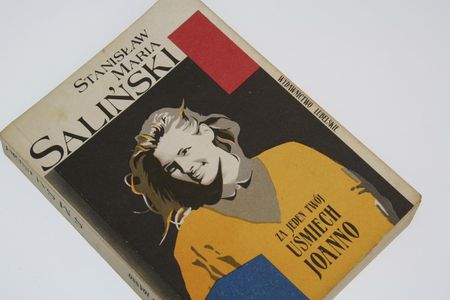 STANISŁAW
MARIA
SALIŃSKI
WYDAWNICTWO LUBELSKIE
ZA JEDEN TWÓJ
UŚMIECH
JOANNO